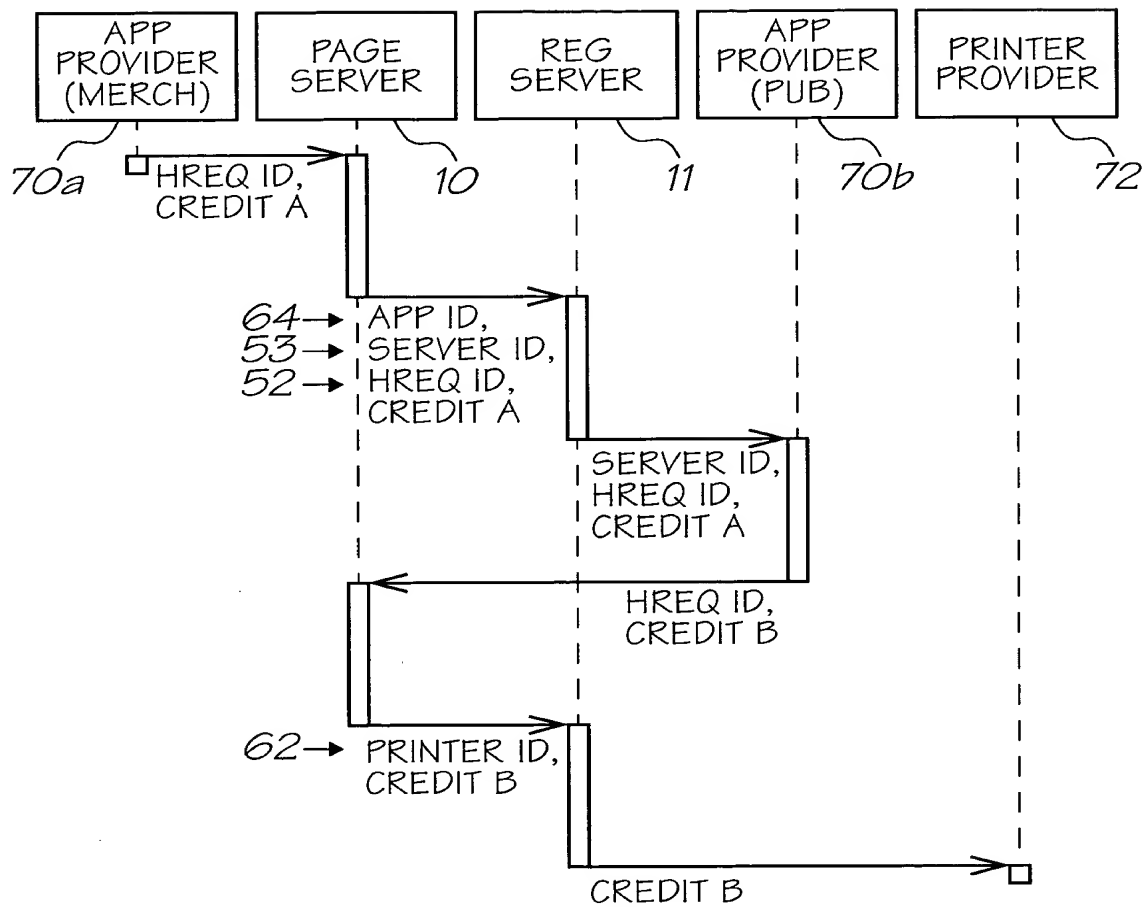 APP
PROVIDER
(MERCH)
PAGE
SERVER
REG
SERVER
APP
PROVIDER
(PUB)
PRINTER
PROVIDER
70a
10
11
70b
72
HREQ ID,
CREDIT A
64
APP ID,
53
SERVER ID,
52
HREQ ID,
CREDIT A
SERVER ID,
HREQ ID,
CREDIT A
HREQ ID,
CREDIT B
62
PRINTER ID,
CREDIT B
CREDIT B